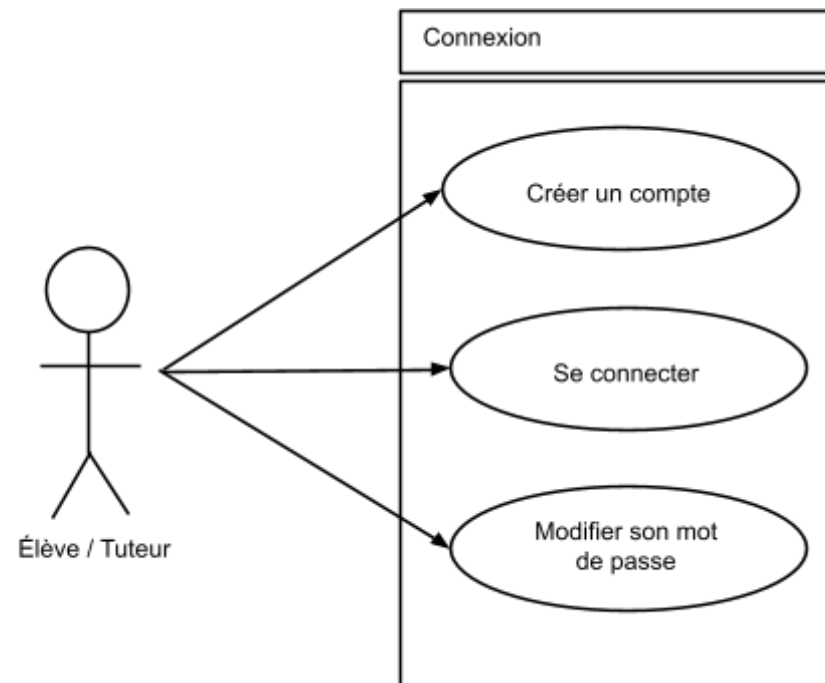 Connexion
Créer un compte
Se connecter
Modifier son mot
de passe
Élève / Tuteur